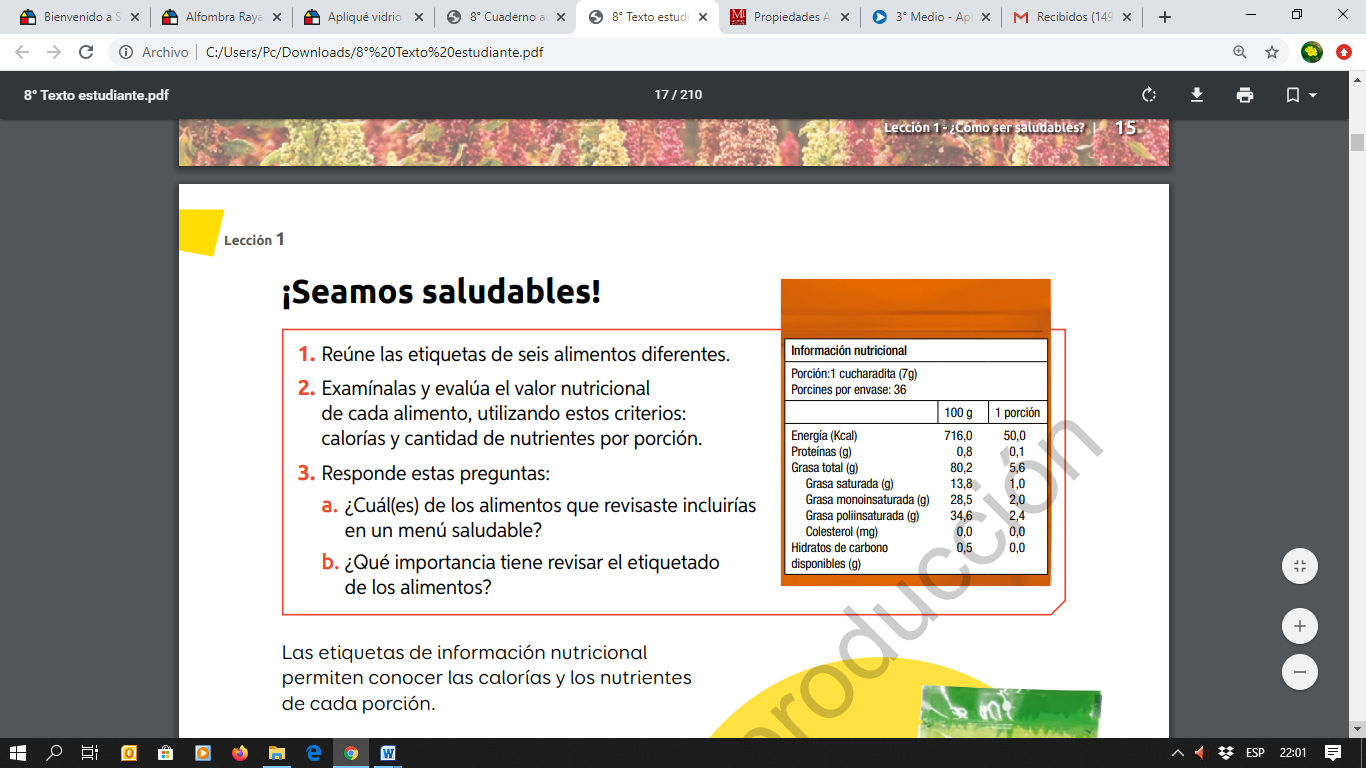 Bienvenido a S
Alfombra Raya
Apliqué vidrio
8° Cuaderno a
8° Texto estudi
Propiedades A
3° Medio - Ap
Recibidos (149
Archivo
C:/Users/Pc/Downloads/8°%20Texto%20estudiante.pdf
8° Texto estudiante.pdf
17 / 210
Lección 1 - ¿Cómo ser saludables? | 15
Lección 1
¡Seamos saludables!
1. Reúne las etiquetas de seis alimentos diferentes.
2. Examínalas y evalúa el valor nutricional
de cada alimento, utilizando estos criterios:
calorías y cantidad de nutrientes por porción.
3. Responde estas preguntas:
a. ¿Cuál(es) de los alimentos que revisaste incluirías
en un menú saludable?
b. ¿Qué importancia tiene revisar el etiquetado
de los alimentos?
Información nutricional
Porción:1 cucharadita (7g)
Porcines por envase: 36
100 g 1 porción
Energía (Kcal) 716,0 50,0
Proteínas (g) 0,8 0,1
Grasa total (g) 80,2 5,6
Grasa saturada (g) 13,8 1,0
Grasa monoinsaturada (g) 28,5 2,0
Grasa poliinsaturada (g) 34,6 2,4
Colesterol (mg) 0,0 0,0
Hidratos de carbono 0,5 0,0
disponibles (g)
Las etiquetas de información nutricional
permiten conocer las calorías y los nutrientes
de cada porción.
producción
ESP
22:01